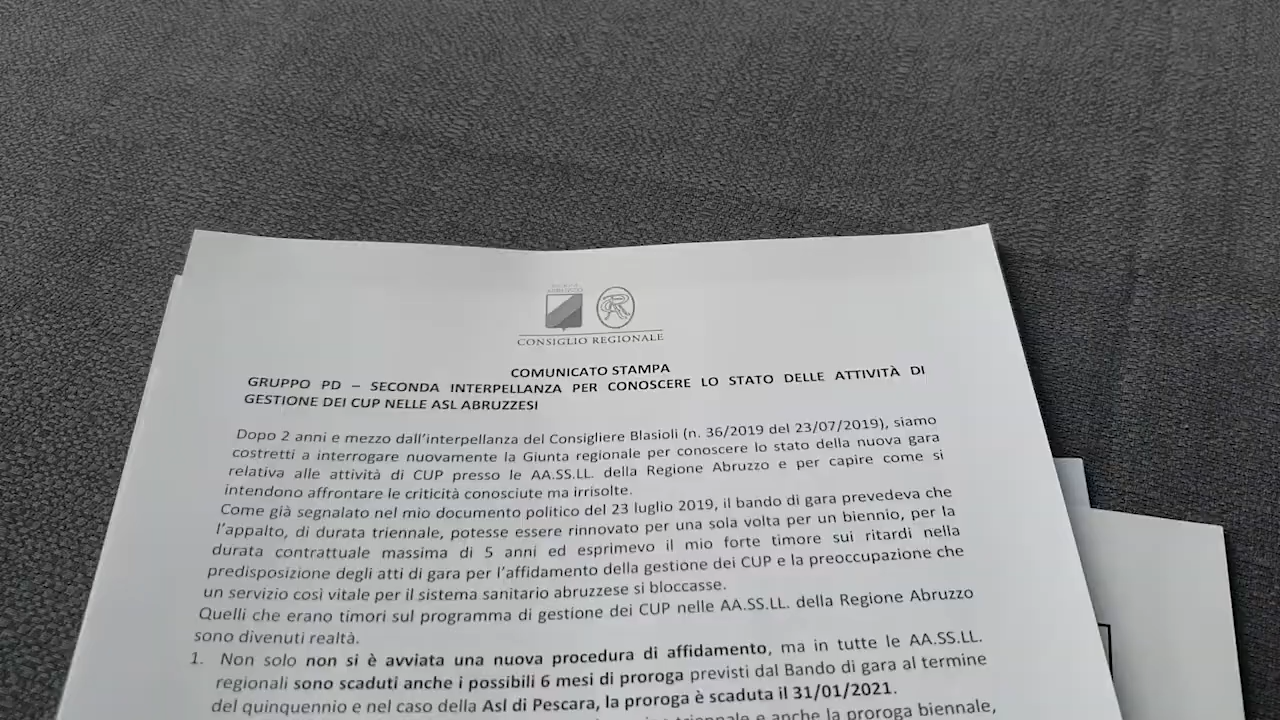 ABRUZZO
CONSIGLIO REGIONALE
COMUNICATO STAMPA
GRUPPO PD – SECONDA INTERPELLANZA PER CONOSCERE LO STATO DELLE ATTIVITÀ DI
GESTIONE DEI CUP NELLE ASL ABRUZZESI
Dopo 2 anni e mezzo dall'interpellanza del Consigliere Blasioli (n. 36/2019 del 23/07/2019), siamo
costretti a interrogare nuovamente la Giunta regionale per conoscere lo stato della nuova gara
relativa alle attività di CUP presso le AA.SS.LL. della Regione Abruzzo e per capire come si
intendono affrontare le criticità conosciute ma irrisolte.
Come già segnalato nel mio documento politico del 23 luglio 2019, il bando di gara prevedeva che
l'appalto, di durata triennale, potesse essere rinnovato per una sola volta per un biennio, per la
durata contrattuale massima di 5 anni ed esprimevo il mio forte timore sui ritardi nella
predisposizione degli atti di gara per l'affidamento della gestione dei CUP e la preoccupazione che
un servizio così vitale per il sistema sanitario abruzzese si bloccasse.
Quelli che erano timori sul programma di gestione dei CUP nelle AA.SS.LL. della Regione Abruzzo
sono divenuti realtà.
1. Non solo non si è avviata una nuova procedura di affidamento, ma in tutte le AA.SS.LL.
regionali sono scaduti anche i possibili 6 mesi di proroga previsti dal Bando di gara al termine
del quinquennio e nel caso della Asl di Pescara, la proroga è scaduta il 31/01/2021.
triennale e anche la proroga biennale,